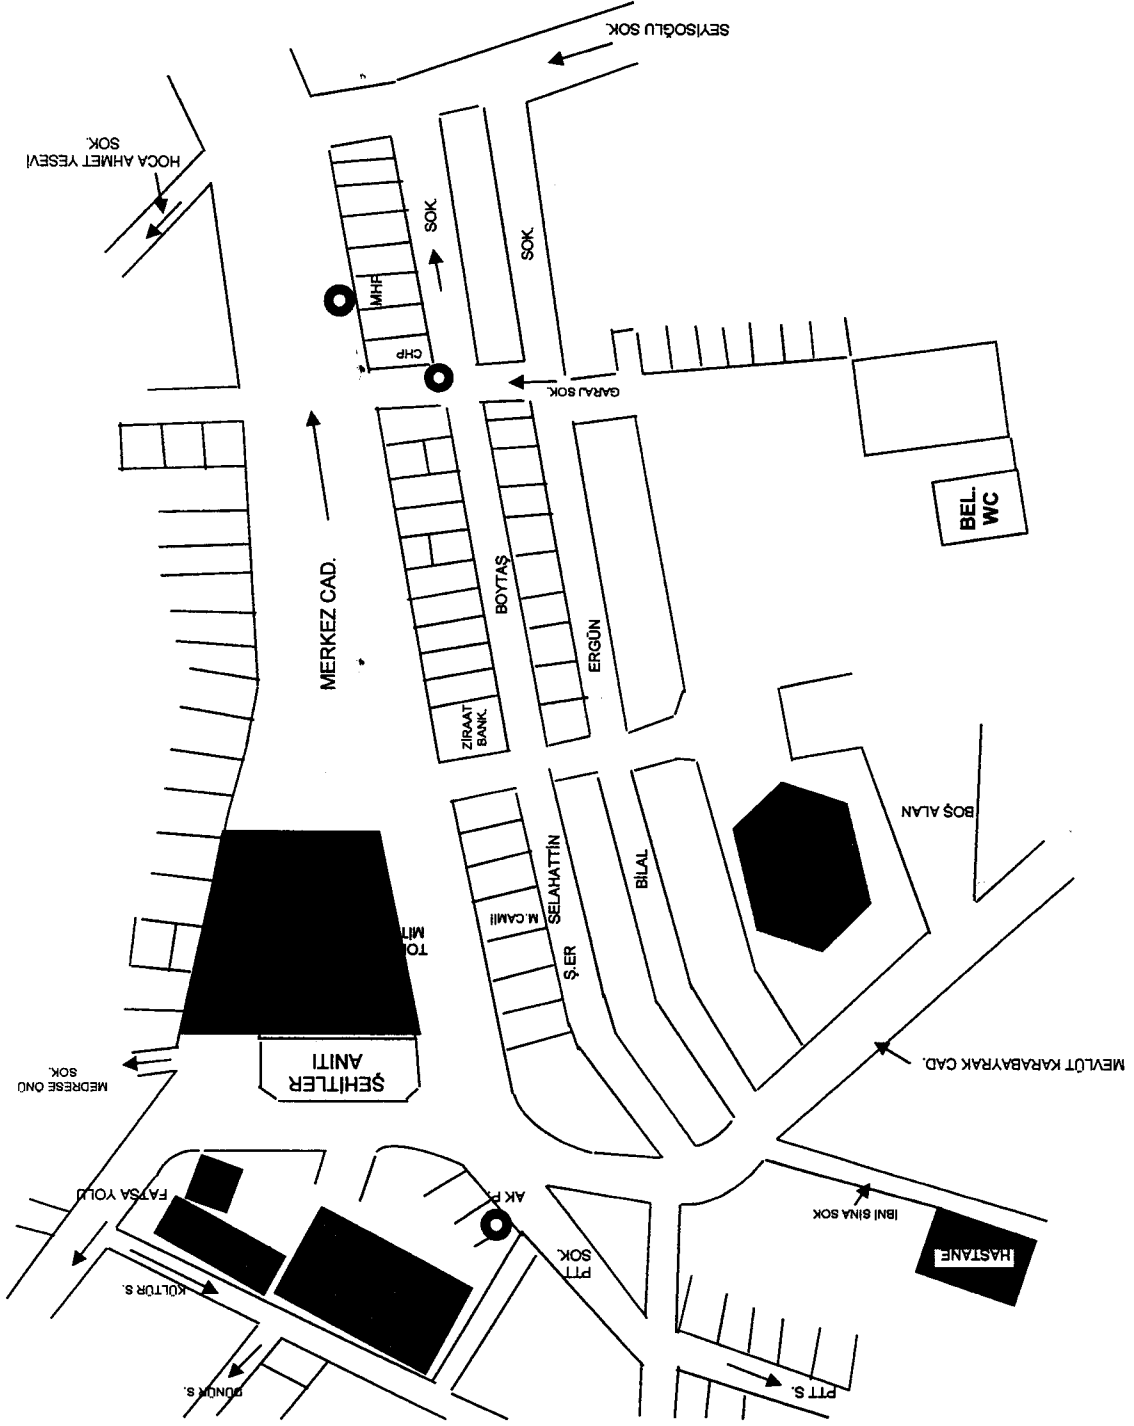 SEYİSOĞLU SOK.
HOCA AHMET YESEVİ
SOK.
SOK.
SOK.
MHP
CHP
GARAJ SOK.
BEL.
WC
MERKEZ CAD.
BOYTAŞ
ERGÜN
ZİRAAT
BANK.
BOŞ ALAN
SELAHATTİN
BİLAL
M.CAMİİ
Ş.ER
ŞEHİTLER
ANITI
MEDRESE ÖNÜ
SOK.
MEVLÜT KARABAYRAK CAD.
FATSA YOLU
AK P.
İBNİ SİNA SOK
PTT
SOK.
HASTANE
KÜLTÜR S.
DÜNÜR S.
PTT S.